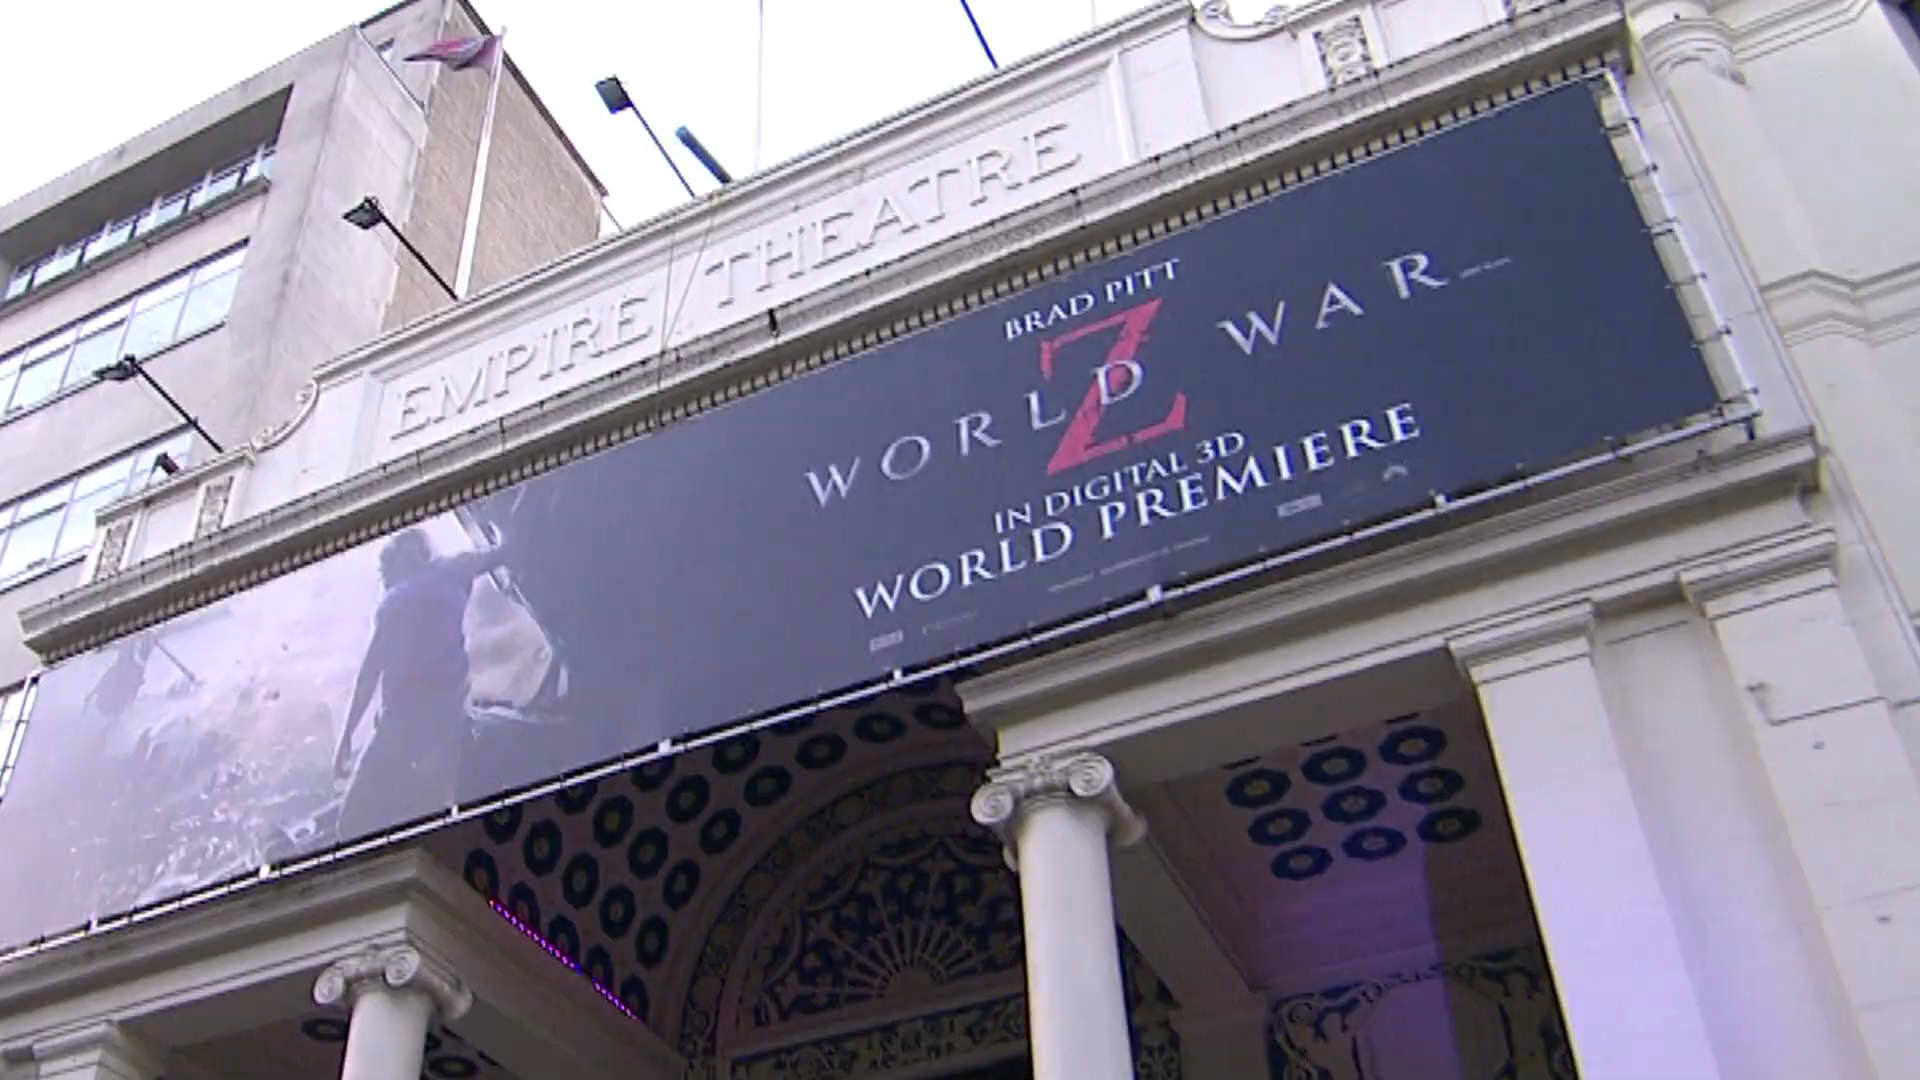 EMPIRE THEATRE
BRAD PITT
WORLD WAR
Z
IN DIGITAL 3D
WORLD PREMIERE